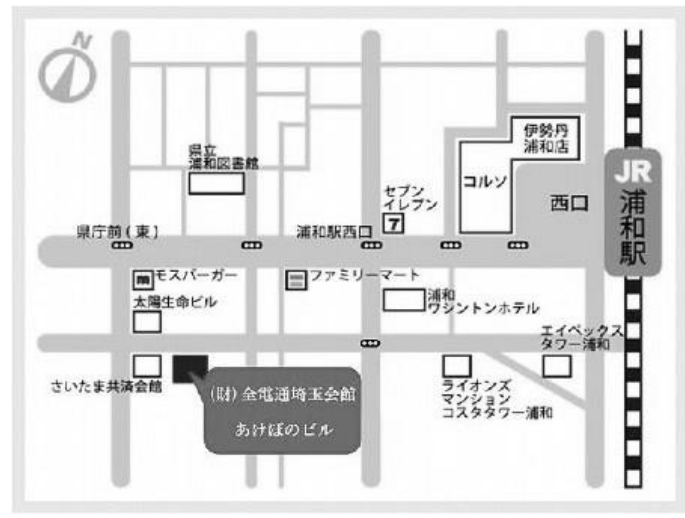 N
伊勢丹
浦和店
県立
浦和図書館
コルソ
JR
浦和駅
セブン
イレブン
7
西口
県庁前(東)
浦和駅西口
m
モスバーガー
ファミリーマート
太陽生命ビル
浦和
ワシントンホテル
エイペックス
タワー浦和
さいたま共済会館
(財)全電通埼玉会館
あけぼのビル
ライオンズ
マンション
コスタタワー浦和